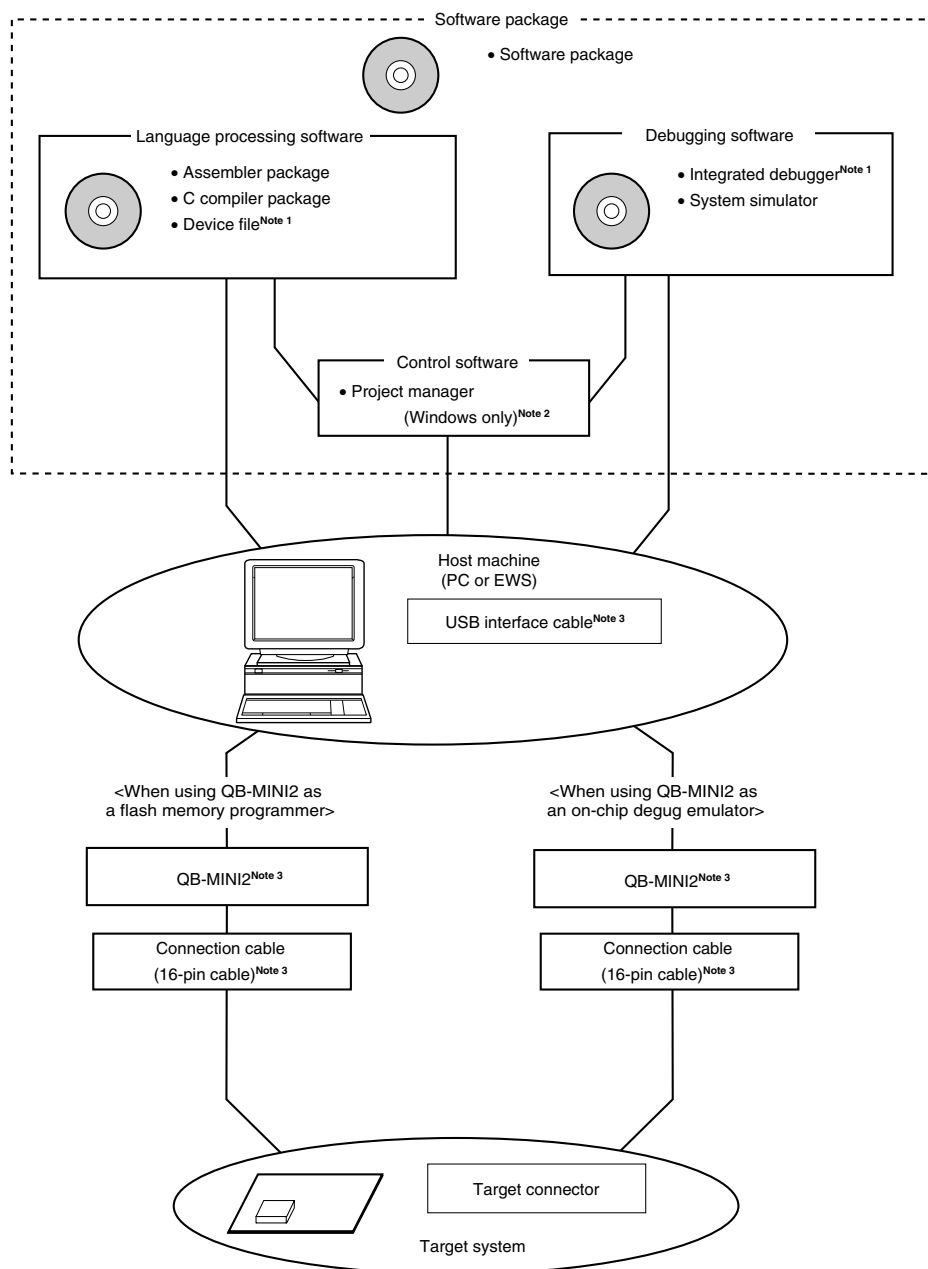 Software package
• Software package
Language processing software
• Assembler package
• C compiler package
• Device fileNote 1
Debugging software
• Integrated debuggerNote 1
• System simulator
Control software
• Project manager
(Windows only)Note 2
Host machine
(PC or EWS)
USB interface cableNote 3
<When using QB-MINI2 as
a flash memory programmer>
<When using QB-MINI2 as
an on-chip degug emulator>
QB-MINI2Note 3
QB-MINI2Note 3
Connection cable
(16-pin cable)Note 3
Connection cable
(16-pin cable)Note 3
Target connector
Target system